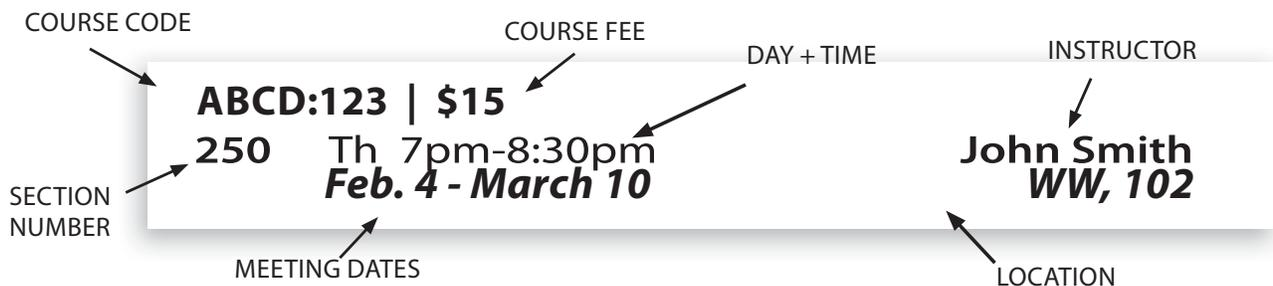 COURSE CODE
COURSE FEE
DAY + TIME
INSTRUCTOR
ABCD:123 | $15
250 Th 7pm-8:30pm John Smith
Feb. 4 - March 10 WW, 102
SECTION
NUMBER
MEETING DATES
LOCATION